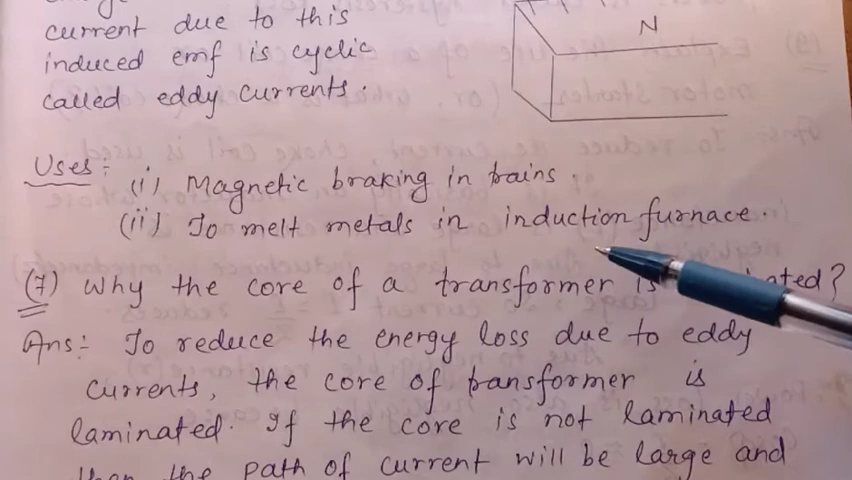 current due to this
induced emf is cyclic
called eddy currents.
N
Uses:
(i) Magnetic braking in trains.
(ii) To melt metals in induction furnace.
(7) Why the core of a transformer is ated?
Ans:- To reduce the energy loss due to eddy
currents, the core of transformer is
laminated. If the core is not laminated
than the path of current will be large and